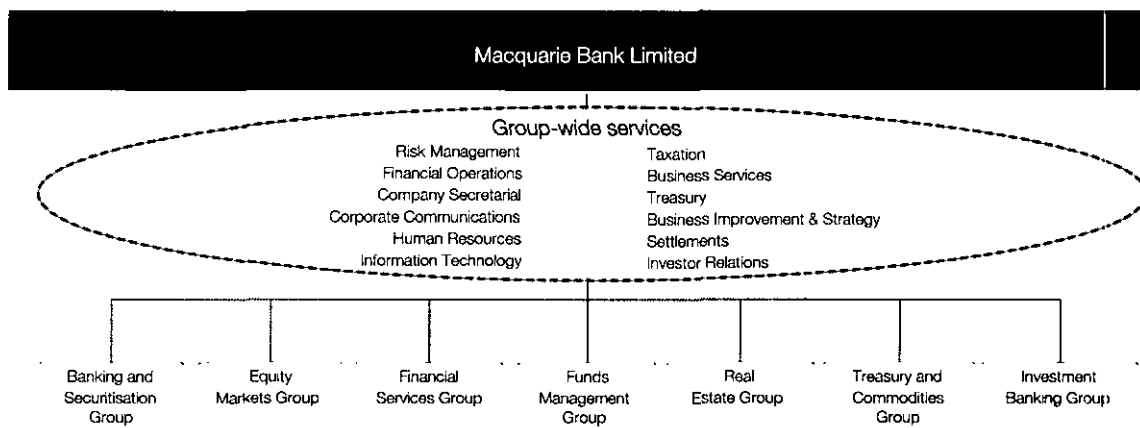 Macquarie Bank Limited
Group-wide services
Risk Management
Financial Operations
Company Secretarial
Corporate Communications
Human Resources
Information Technology
Taxation
Business Services
Treasury
Business Improvement & Strategy
Settlements
Investor Relations
Banking and
Securitisation
Group
Equity
Markets Group
Financial
Services Group
Funds
Management
Group
Real
Estate Group
Treasury and
Commodities
Group
Investment
Banking Group